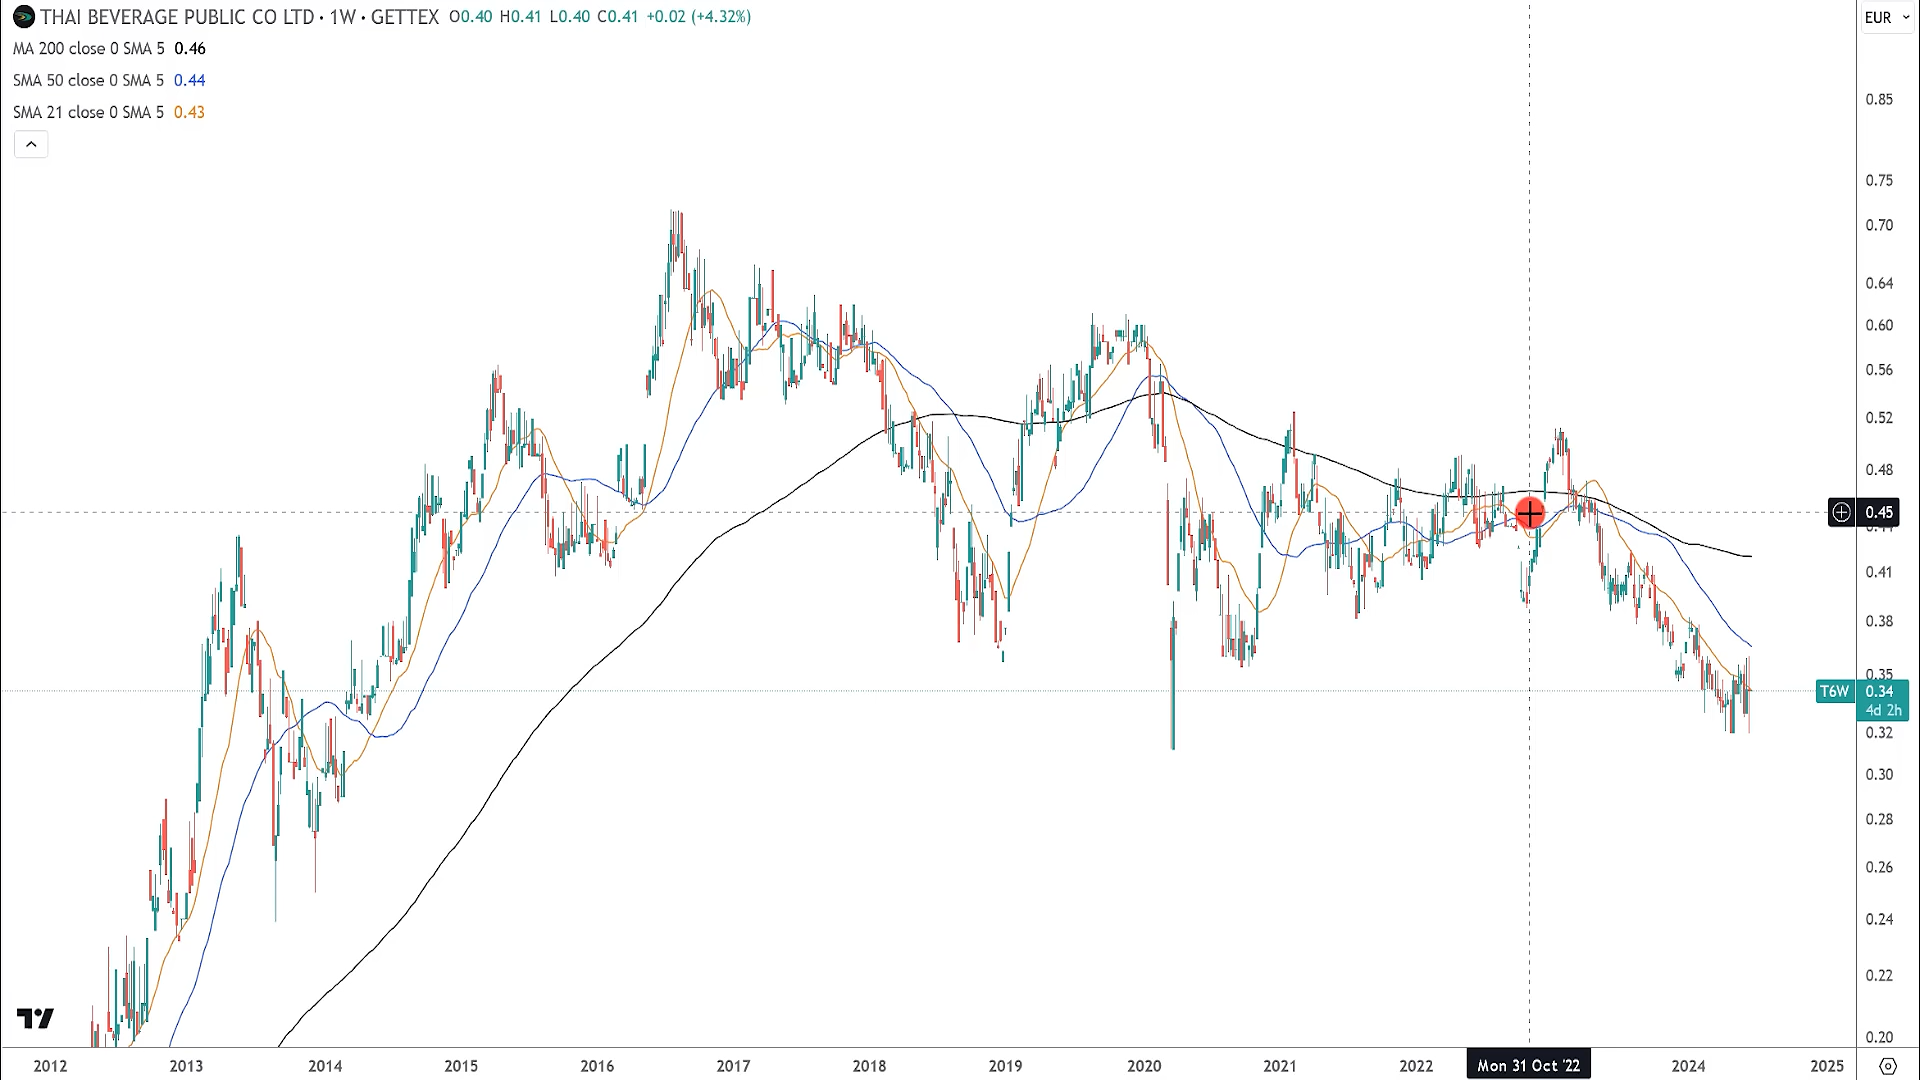 THAI BEVERAGE PUBLIC CO LTD · 1W · GETTEX O0.40 H0.41 L0.40 C0.41 +0.02 (+4.32%)
EUR
MA 200 close 0 SMA 5 0.46
SMA 50 close 0 SMA 5 0.44
SMA 21 close 0 SMA 5 0.43
0.85
0.75
0.70
0.64
0.60
0.56
0.52
0.48
0.45
0.41
0.38
0.35
T6W 0.34
4d 2h
0.32
0.30
0.28
0.26
0.24
0.22
0.20
2012 2013 2014 2015 2016 2017 2018 2019 2020 2021 2022 Mon 31 Oct '22 2024 2025